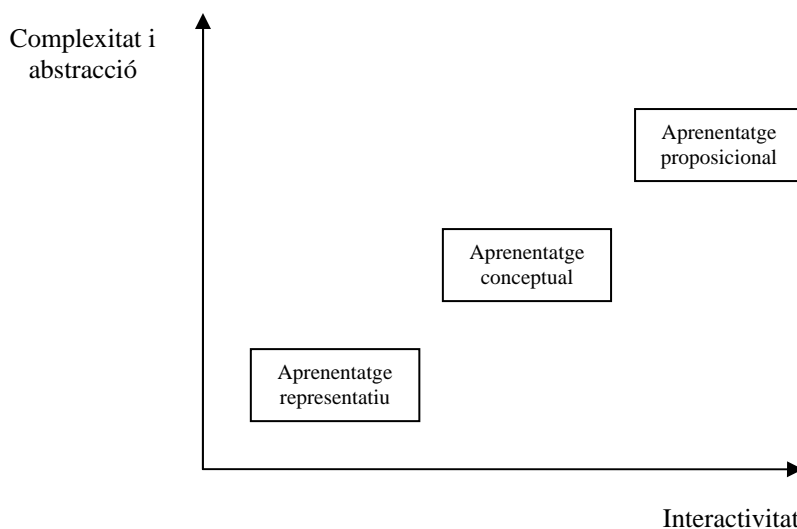 Complexitat i
abstracció
Aprenentatge
proposicional
Aprenentatge
conceptual
Aprenentatge
representatiu
Interactivitat